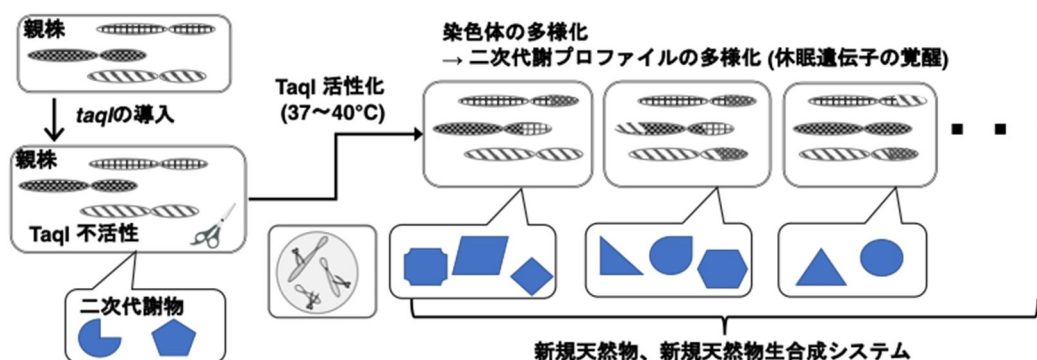 親株
taqIの導入
親株
TaqI 不活性
二次代謝物
TaqI 活性化
(37～40°C)
染色体の多様化
→ 二次代謝プロファイルの多様化 (休眠遺伝子の覚醒)
新規天然物、新規天然物生合成システム